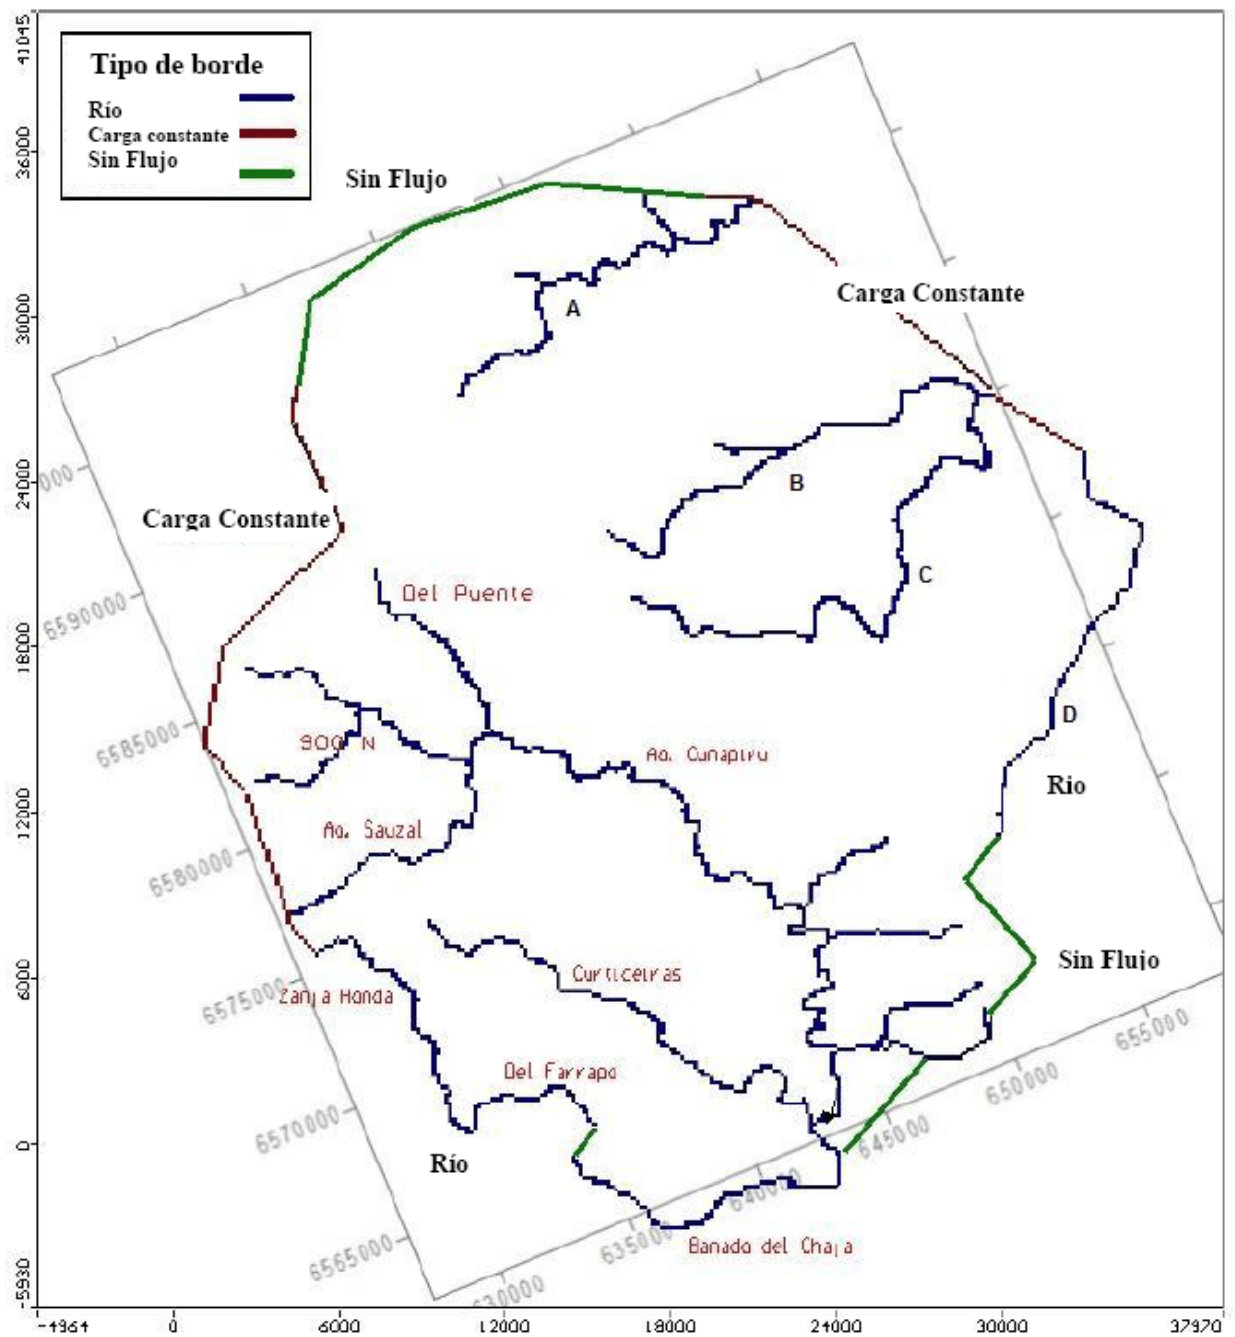 Tipo de borde
Río
Carga constante
Sin Flujo
Sin Flujo
A
Carga Constante
B
Carga Constante
C
Del Puente
D
900 N
Ao. Cunapiru
Rio
Ao. Sauzal
Sin Flujo
Curticeiras
Zanja Honda
Del Farrapo
Río
Banado del Chaja
6590000
6585000
6580000
6575000
6570000
6565000
635000
640000
645000
650000
655000
41045
36000
30000
24000
18000
12000
6000
0
-5930
-4964
0
6000
12000
18000
24000
30000
37970